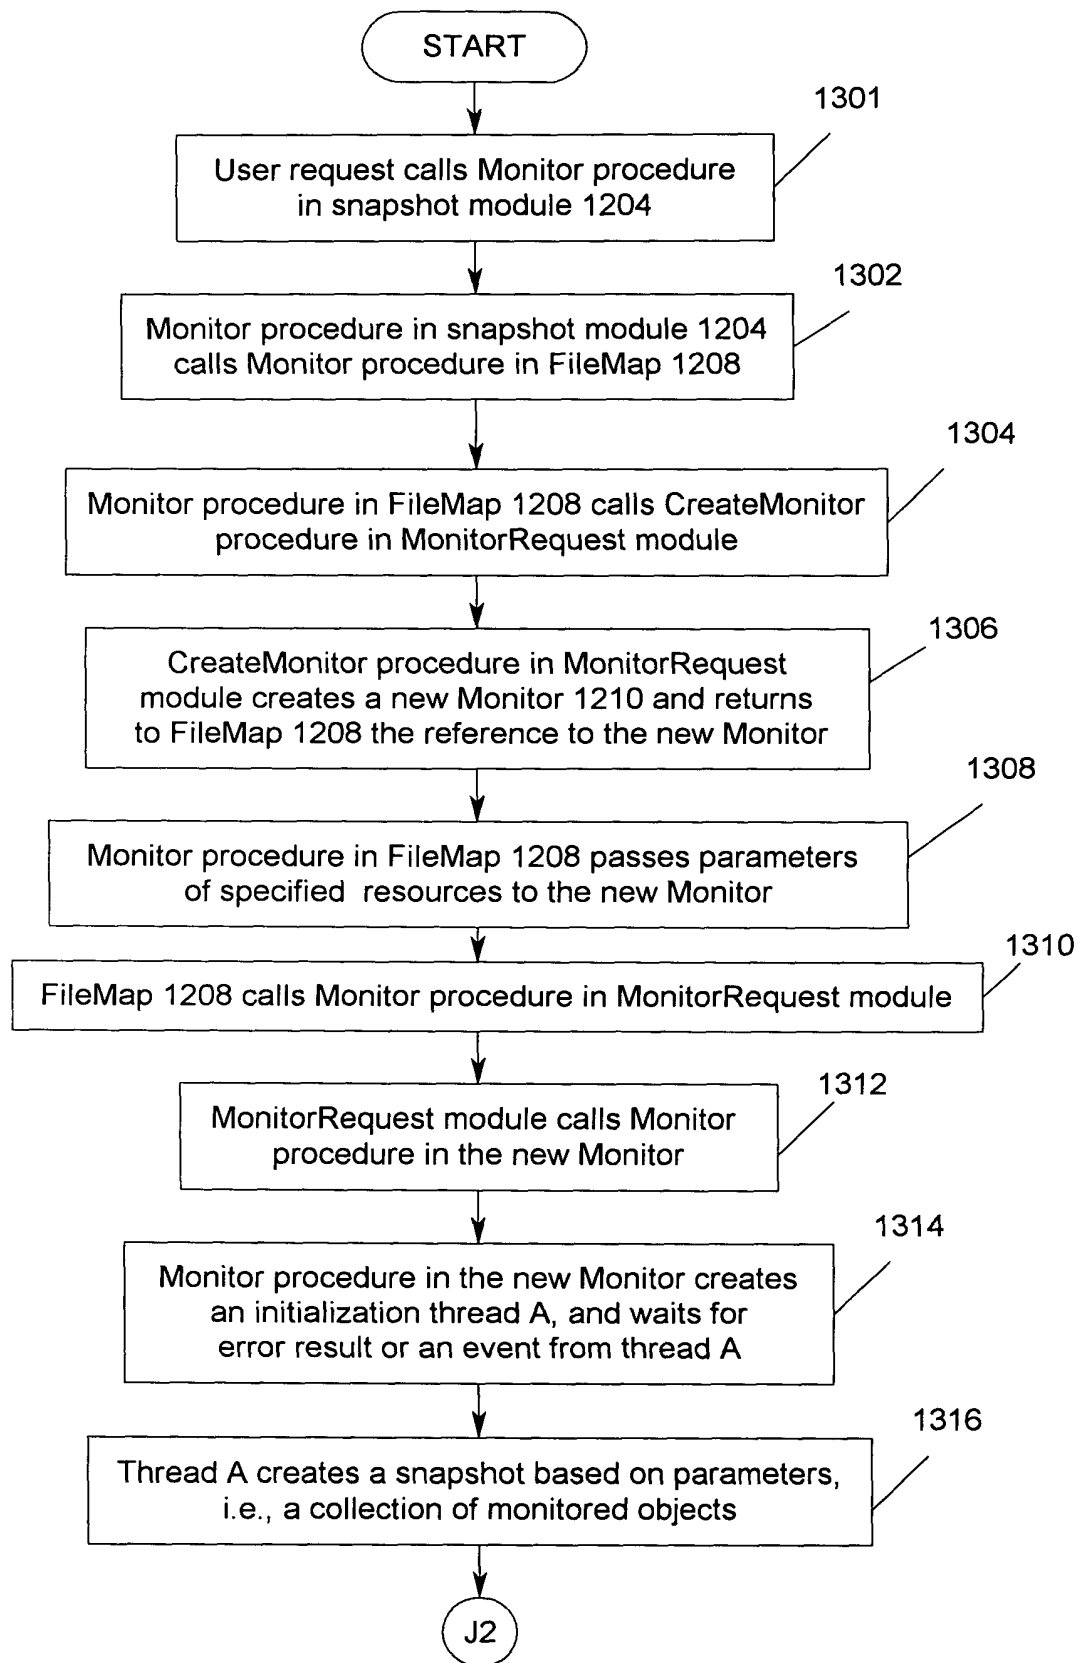 START
1301
User request calls Monitor procedure
in snapshot module 1204
1302
Monitor procedure in snapshot module 1204
calls Monitor procedure in FileMap 1208
1304
Monitor procedure in FileMap 1208 calls CreateMonitor
procedure in MonitorRequest module
1306
CreateMonitor procedure in MonitorRequest
module creates a new Monitor 1210 and returns
to FileMap 1208 the reference to the new Monitor
1308
Monitor procedure in FileMap 1208 passes parameters
of specified resources to the new Monitor
1310
FileMap 1208 calls Monitor procedure in MonitorRequest module
1312
MonitorRequest module calls Monitor
procedure in the new Monitor
1314
Monitor procedure in the new Monitor creates
an initialization thread A, and waits for
error result or an event from thread A
1316
Thread A creates a snapshot based on parameters,
i.e., a collection of monitored objects
J2